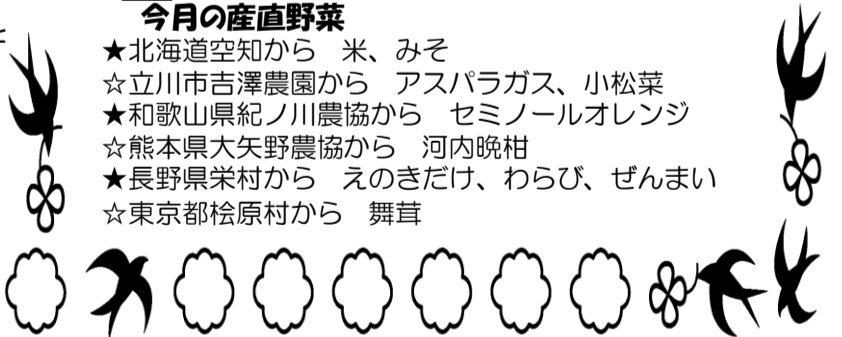 今月の産直野菜
★北海道空知から　米、みそ
☆立川市吉澤農園から　アスパラガス、小松菜
★和歌山県紀ノ川農協から　セミノールオレンジ
☆熊本県大矢野農協から　河内晩柑
★長野県栄村から　えのきだけ、わらび、ぜんまい
☆東京都桧原村から　舞茸